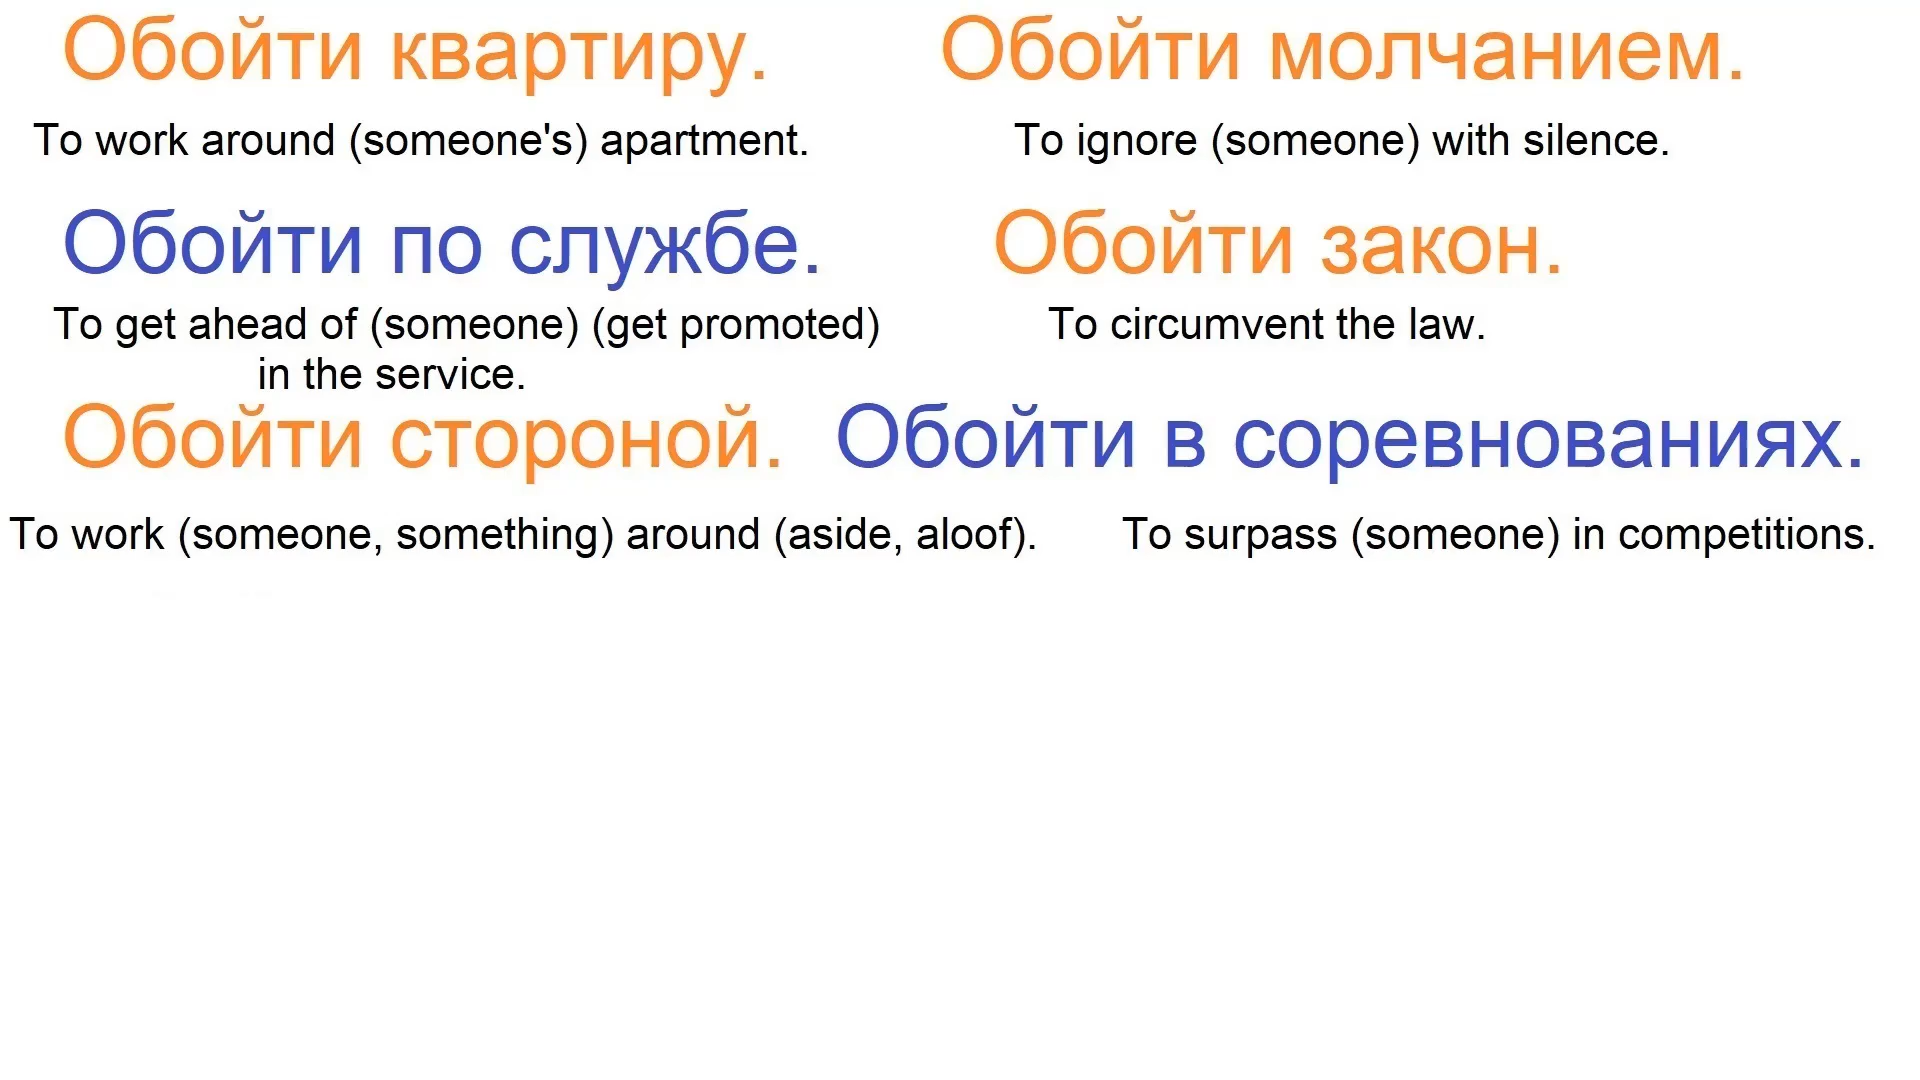 Обойти квартиру.
Обойти молчанием.
To work around (someone's) apartment.
To ignore (someone) with silence.
Обойти по службе.
Обойти закон.
To get ahead of (someone) (get promoted)
in the service.
To circumvent the law.
Обойти стороной.
Обойти в соревнованиях.
To work (someone, something) around (aside, aloof).
To surpass (someone) in competitions.